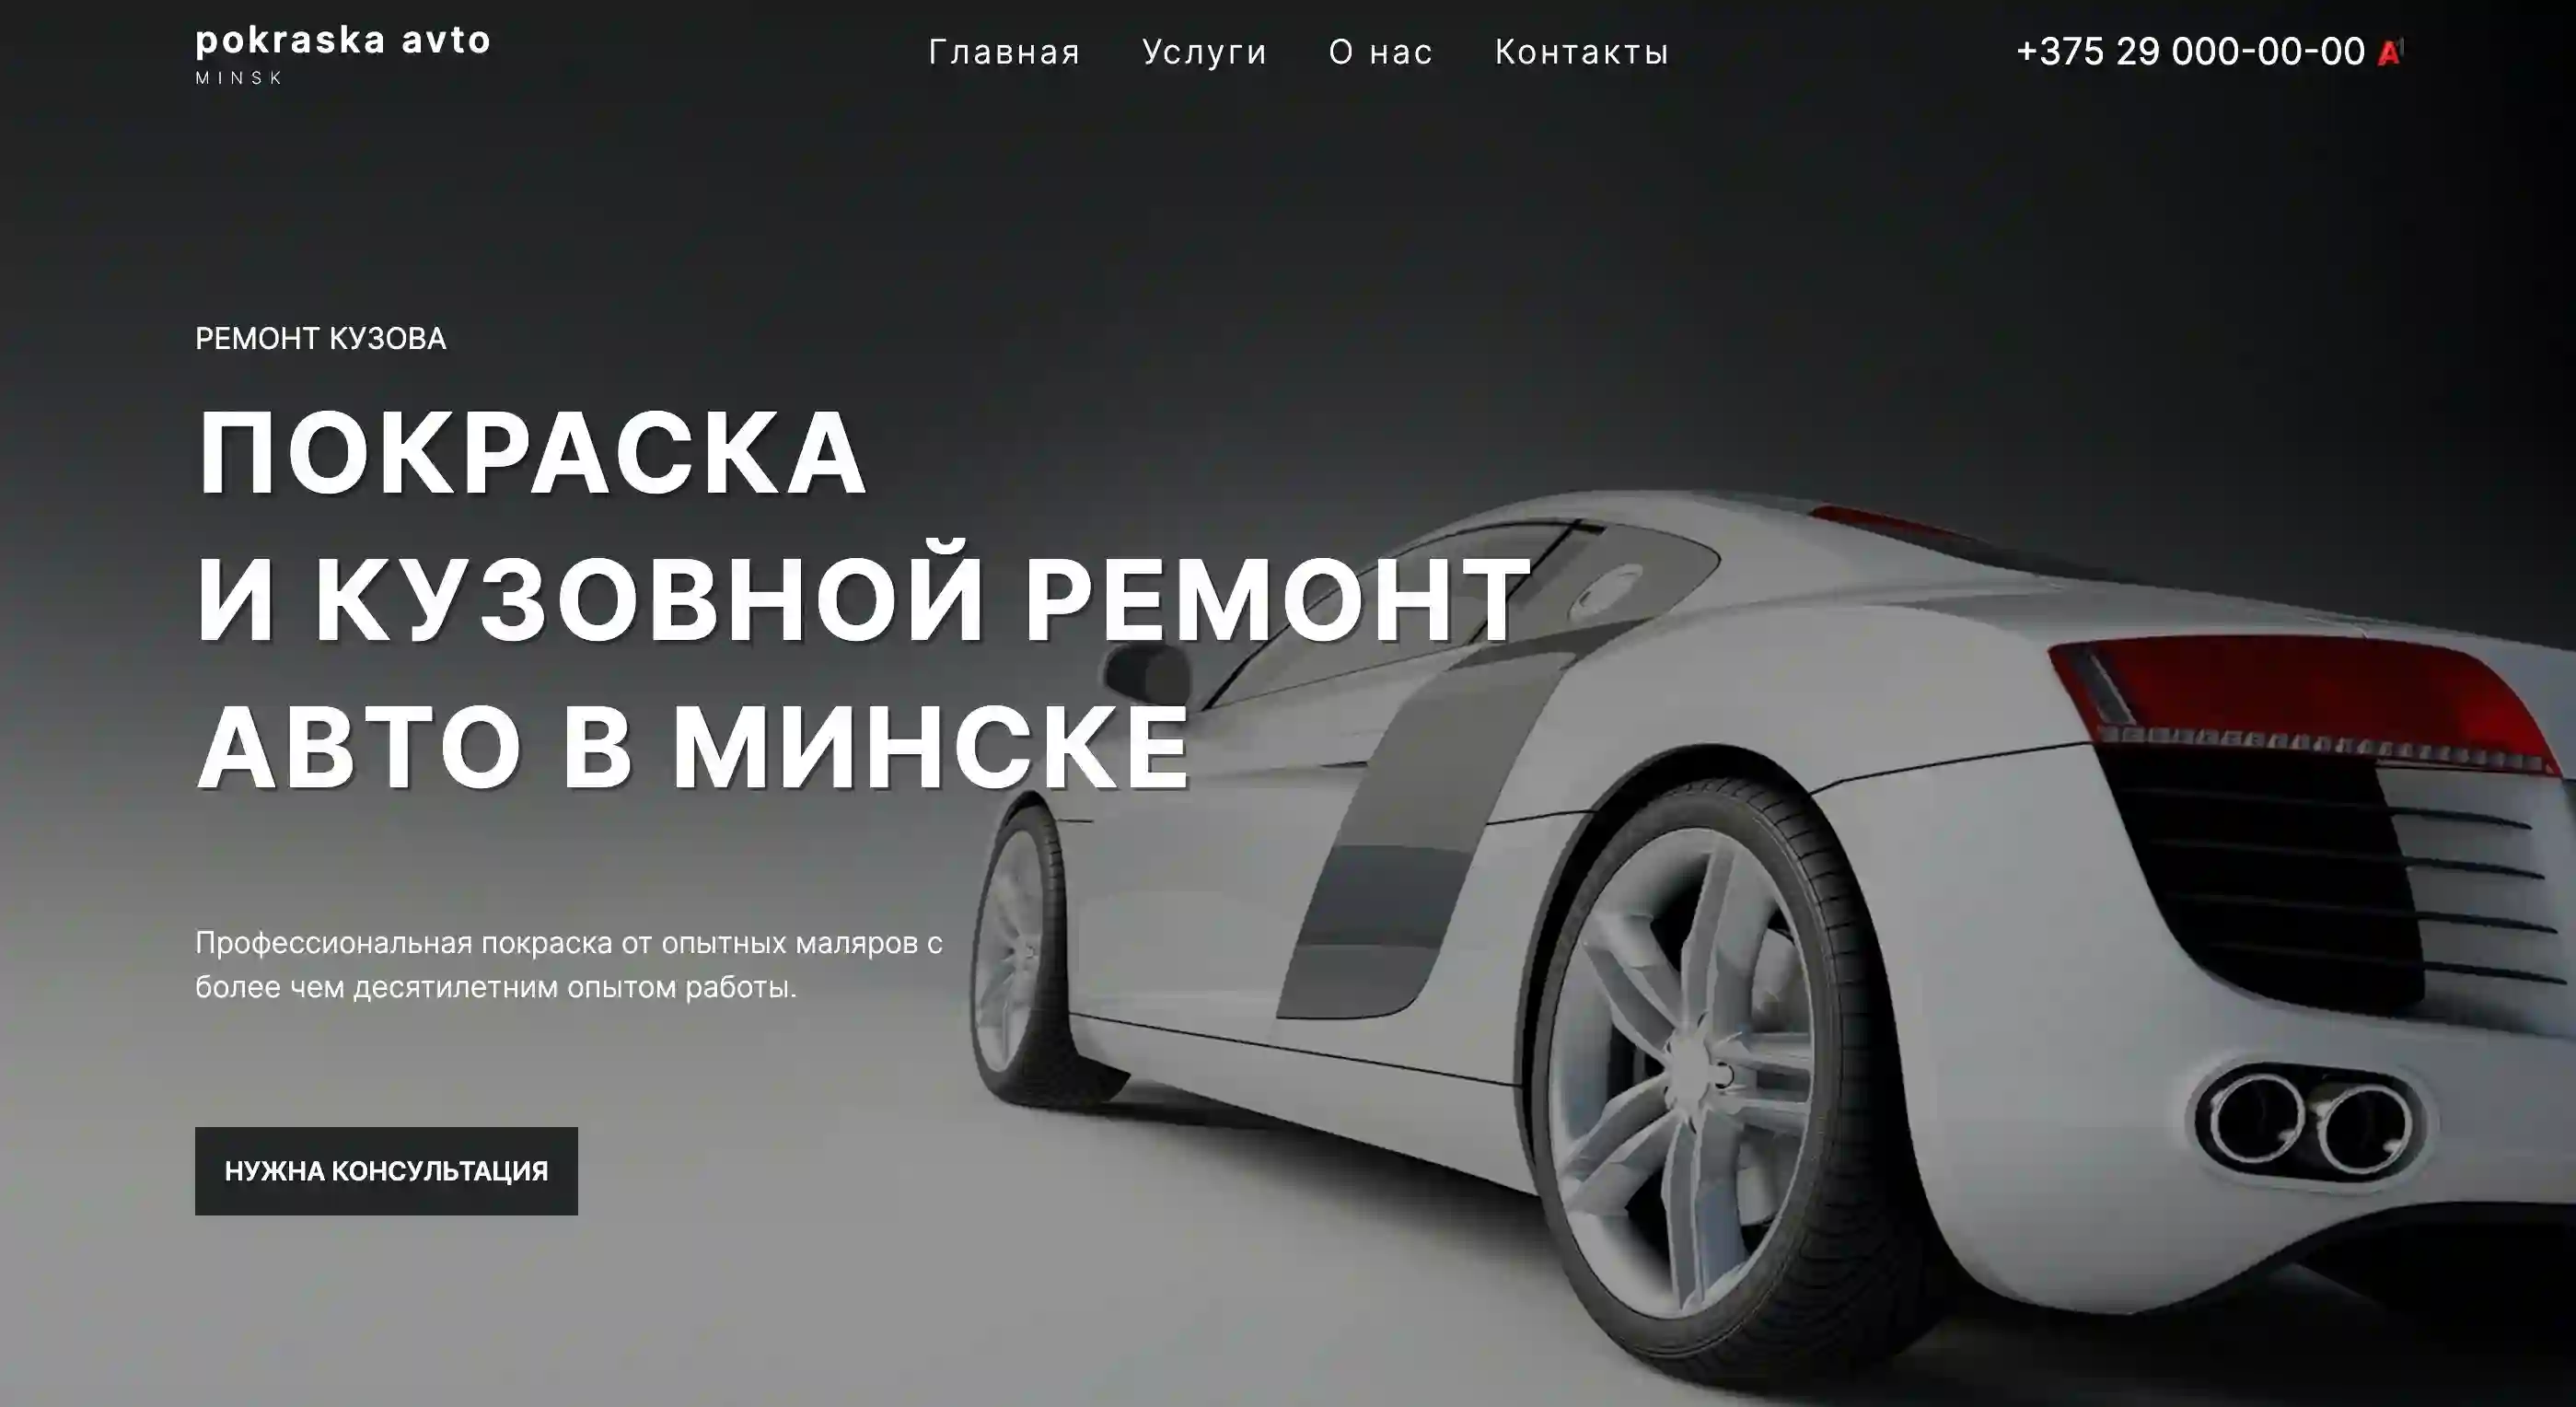 pokraska avto
MINSK
Главная Услуги О нас Контакты
+375 29 000-00-00
РЕМОНТ КУЗОВА
ПОКРАСКА
И КУЗОВНОЙ РЕМОНТ
АВТО В МИНСКЕ
Профессиональная покраска от опытных маляров с
более чем десятилетним опытом работы.
НУЖНА КОНСУЛЬТАЦИЯ